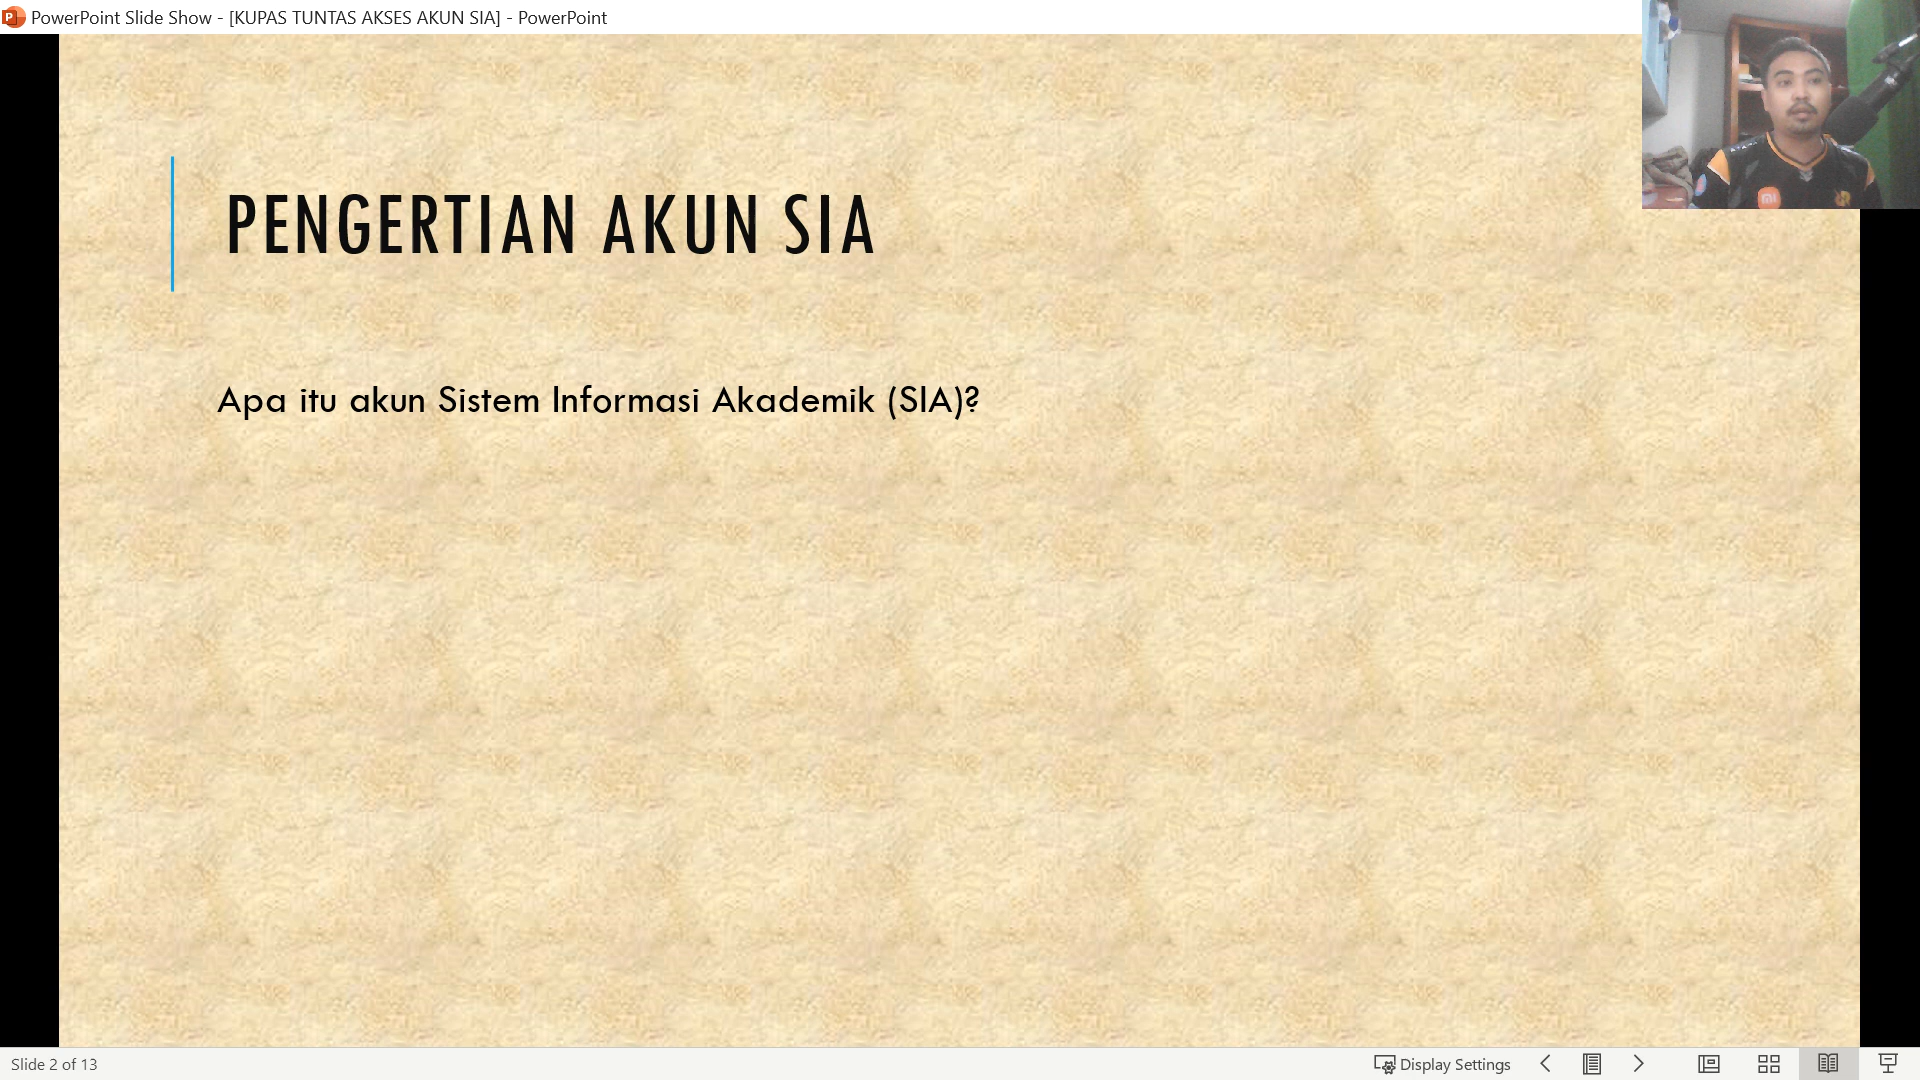 PowerPoint Slide Show - [KUPAS TUNTAS AKSES AKUN SIA] - PowerPoint
PENGERTIAN AKUN SIA
Apa itu akun Sistem Informasi Akademik (SIA)?
Slide 2 of 13
Display Settings